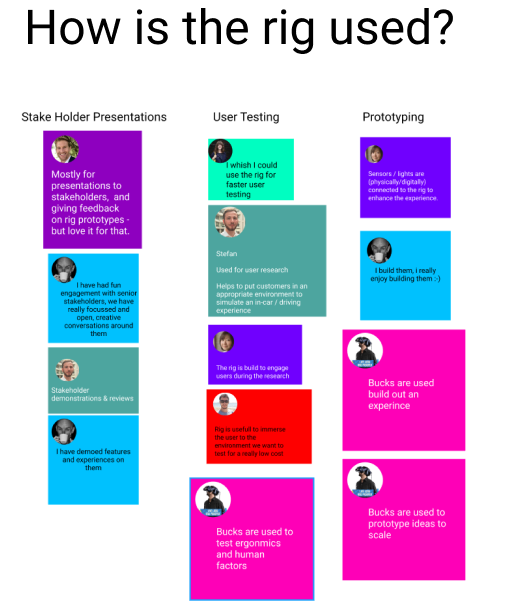 How is the rig used?
Stake Holder Presentations
Mostly for
presentations to
stakeholders, and
giving feedback
on rig prototypes -
but love it for that.
I have had fun
engagement with senior
stakeholders, we have
really focussed and
open, creative
conversations around
them
Stakeholder
demonstrations & reviews
I have demoed features
and experiences on
them
User Testing
I whish I could
use the rig for
faster user
testing
Stefan
Used for user research
Helps to put customers in an
appropriate environment to
simulate an in-car / driving
experience
The rig is build to engage
users during the research
Rig is usefull in immerse
the user to the
environment we want to
test for a really low cost
Bucks are used to
test ergonmics
and human
factors
Prototyping
Sensors / lights are
(physically/digitally)
connected to the rig to
enhance the experience.
I build them, i really
enjoy building them :-)
Bucks are used
build out an
experince
Bucks are used to
prototype ideas to
scale